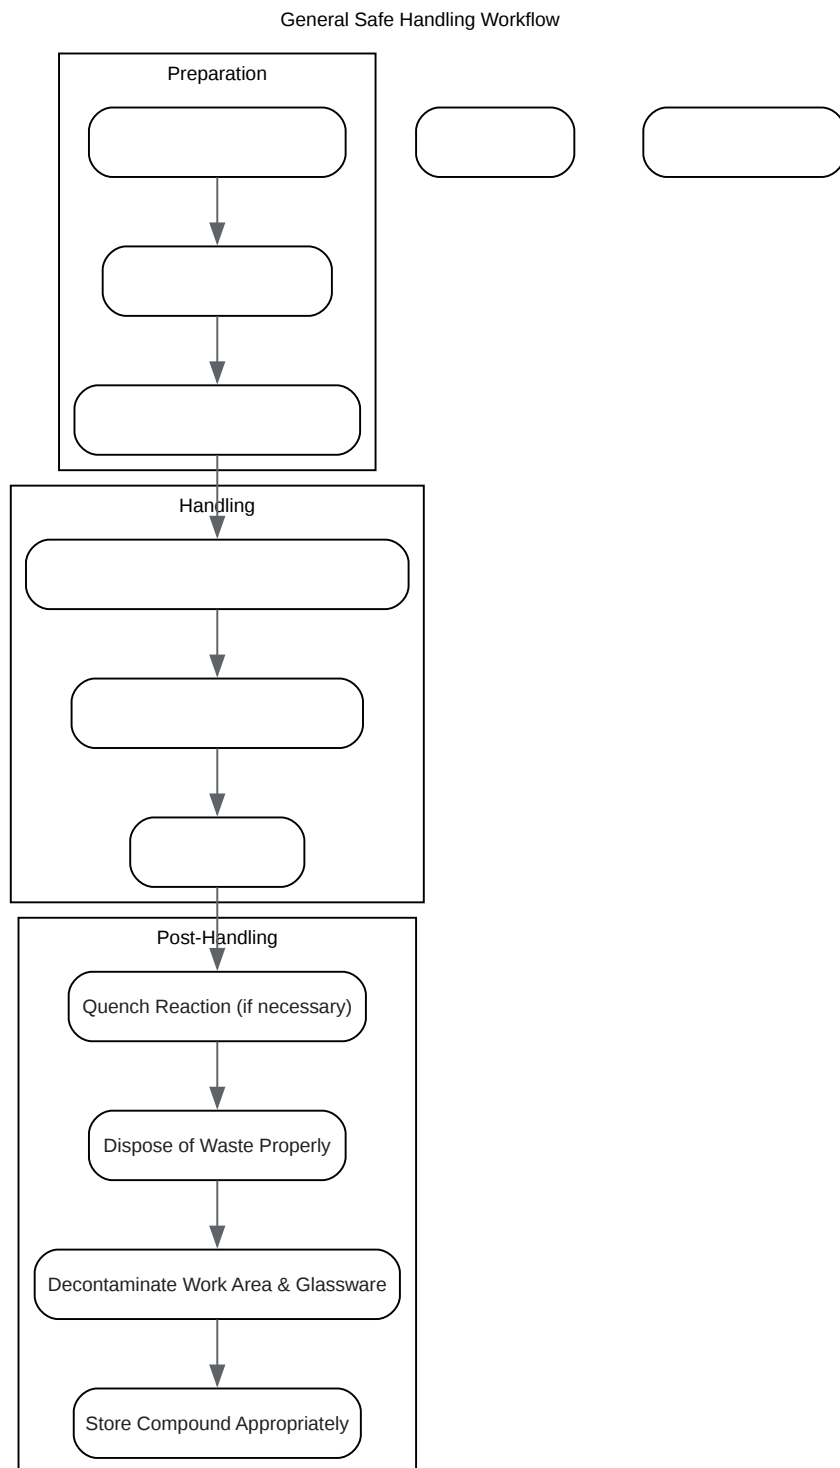 General Safe Handling Workflow
Preparation
Handling
Post-Handling
Quench Reaction (if necessary)
Dispose of Waste Properly
Decontaminate Work Area & Glassware
Store Compound Appropriately